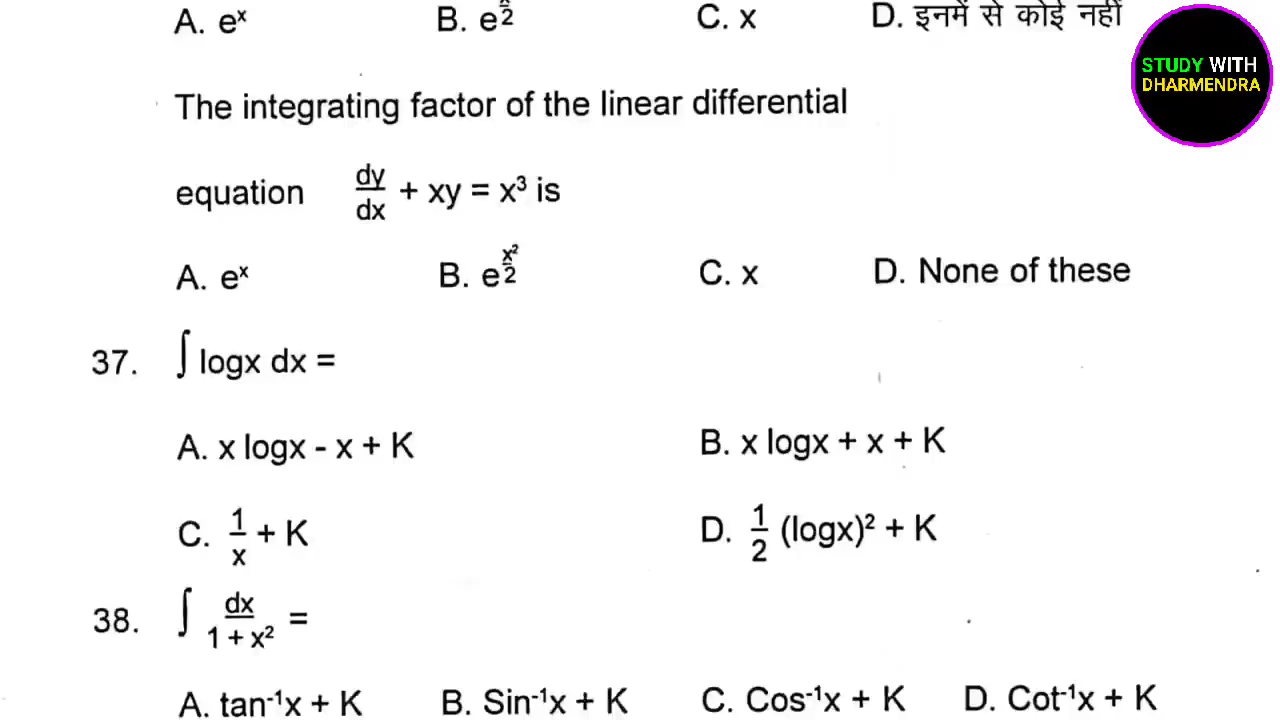 A. eˣ B. e^2 C. x D. इनमें से कोई नहीं
STUDY WITH
DHARMENDRA
The integrating factor of the linear differential
equation dy/dx + xy = x³ is
A. eˣ B. e^(x²/2) C. x D. None of these
37. ∫ logx dx =
A. x logx - x + K B. x logx + x + K
C. 1/x + K D. 1/2 (logx)² + K
38. ∫ dx/(1 + x²) =
A. tan⁻¹x + K B. Sin⁻¹x + K C. Cos⁻¹x + K D. Cot⁻¹x + K